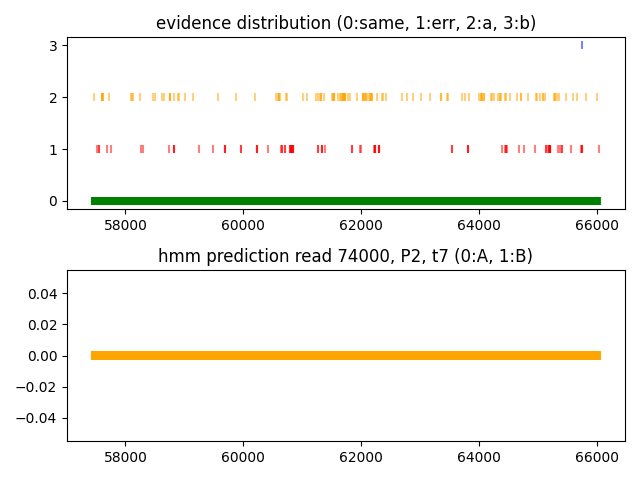 evidence distribution (0:same, 1:err, 2:a, 3:b)
3
2
1
0
58000 60000 62000 64000 66000
hmm prediction read 74000, P2, t7 (0:A, 1:B)
0.04
0.02
0.00
−0.02
−0.04
58000 60000 62000 64000 66000